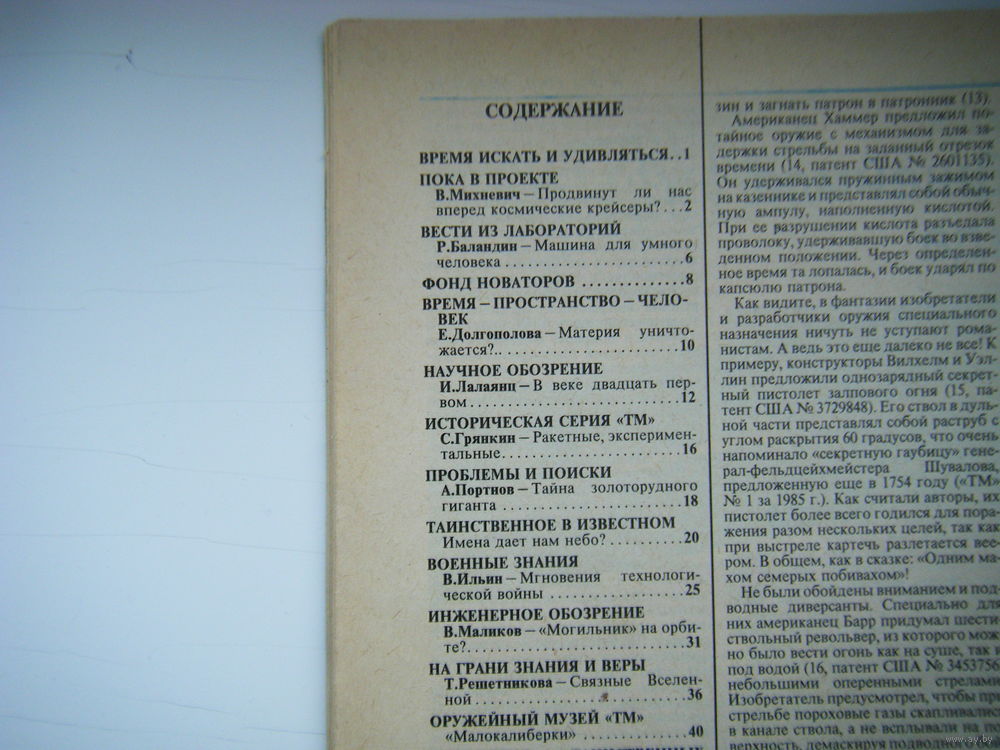 СОДЕРЖАНИЕ
ВРЕМЯ ИСКАТЬ И УДИВЛЯТЬСЯ..1
ПОКА В ПРОЕКТЕ
В.Михневич – Продвинут ли нас
вперед космические крейсеры?...2
ВЕСТИ ИЗ ЛАБОРАТОРИЙ
Р.Баландин – Машина для умного
человека......................6
ФОНД НОВАТОРОВ..............8
ВРЕМЯ – ПРОСТРАНСТВО – ЧЕЛО-
ВЕК
Е.Долгополова – Материя уничто-
жается?.......................10
НАУЧНОЕ ОБОЗРЕНИЕ
И.Лалаянц – В веке двадцать пер-
вом...........................12
ИСТОРИЧЕСКАЯ СЕРИЯ «ТМ»
С.Грянкин – Ракетные, эксперимен-
тальные.......................16
ПРОБЛЕМЫ И ПОИСКИ
А.Портнов – Тайна золоторудного
гиганта.......................18
ТАИНСТВЕННОЕ В ИЗВЕСТНОМ
Имена дает нам небо?..........20
ВОЕННЫЕ ЗНАНИЯ
В.Ильин – Мгновения технологи-
ческой войны..................25
ИНЖЕНЕРНОЕ ОБОЗРЕНИЕ
В.Маликов – «Могильник» на орби-
те?...........................31
НА ГРАНИ ЗНАНИЯ И ВЕРЫ
Т.Решетникова – Связные Вселен-
ной...........................36
ОРУЖЕЙНЫЙ МУЗЕЙ «ТМ»
«Малокалиберки»...............40
зин и загнать патрон в патронник (13).
Американец Хаммер предложил по-
тайное оружие с механизмом для за-
держки стрельбы на заданный отрезок
времени (14, патент США № 2601135).
Он удерживался пружинным зажимом
на казеннике и представлял собой обыч-
ную ампулу, наполненную кислотой.
При ее разрушении кислота разъедала
проволоку, удерживавшую боек во взве-
денном положении. Через определен-
ное время та лопалась, и боек ударял по
капсюлю патрона.
Как видите, в фантазии изобретатели
и разработчики оружия специального
назначения ничуть не уступают рома-
нистам. А ведь это еще далеко не все! К
примеру, конструкторы Вилхелм и Уэл-
лин предложили однозарядный секрет-
ный пистолет залпового огня (15, па-
тент США № 3729848). Его ствол в дуль-
ной части представлял собой раструб с
углом раскрытия 60 градусов, что очень
напоминало «секретную гаубицу» гене-
рал-фельдцейхмейстера Шувалова,
предложенную еще в 1754 году («ТМ»
№ 1 за 1985 г.). Как считали авторы, их
пистолет более всего годился для пора-
жения разом нескольких целей, так как
при выстреле картечь разлетается вее-
ром. В общем, как в сказке: «Одним ма-
хом семерых побивахом»!
Не были обойдены вниманием и под-
водные диверсанты. Специально для
них американец Барр придумал шести-
ствольный револьвер, из которого мож-
но было вести огонь как на суше, так и
под водой (16, патент США № 3453756
небольшими оперенными стрелами
Изобретатель предусмотрел, чтобы при
стрельбе пороховые газы скапливались
в канале ствола, а не всплывали на по-
верхность, демаскируя подводного
www.ay.by